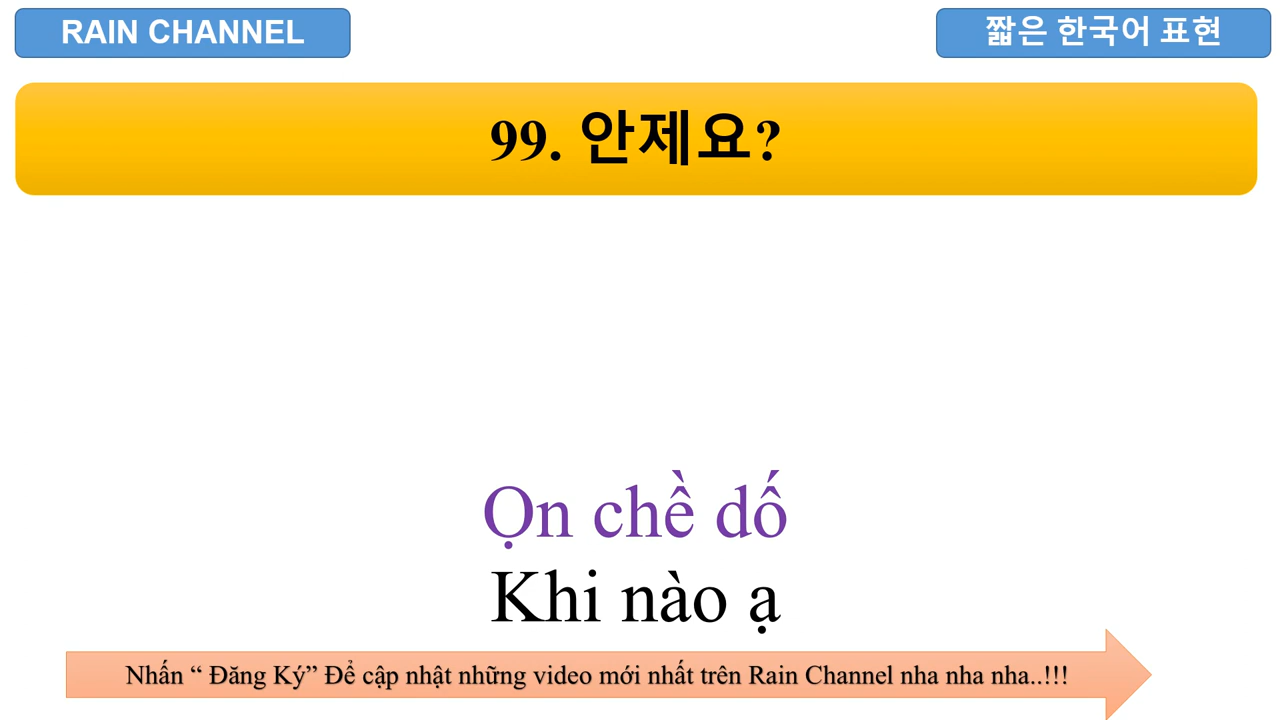 RAIN CHANNEL
짧은 한국어 표현
99. 안제요?
Ọn chề dố
Khi nào ạ
Nhấn “ Đăng Ký” Để cập nhật những video mới nhất trên Rain Channel nha nha nha..!!!